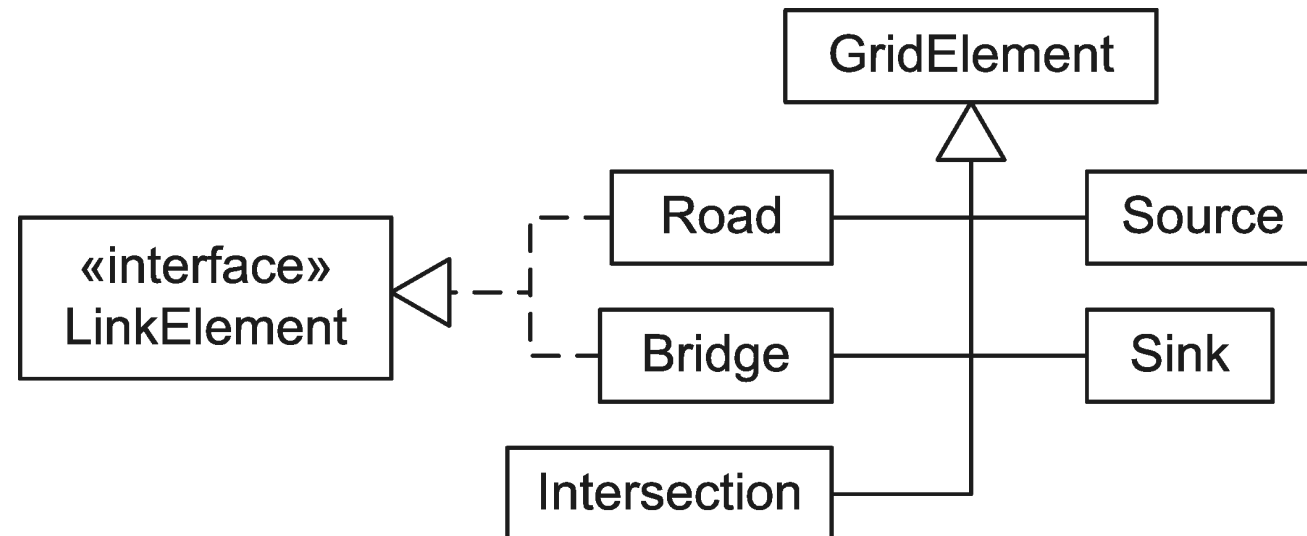 GridElement
Road
Source
«interface»
LinkElement
Bridge
Sink
Intersection